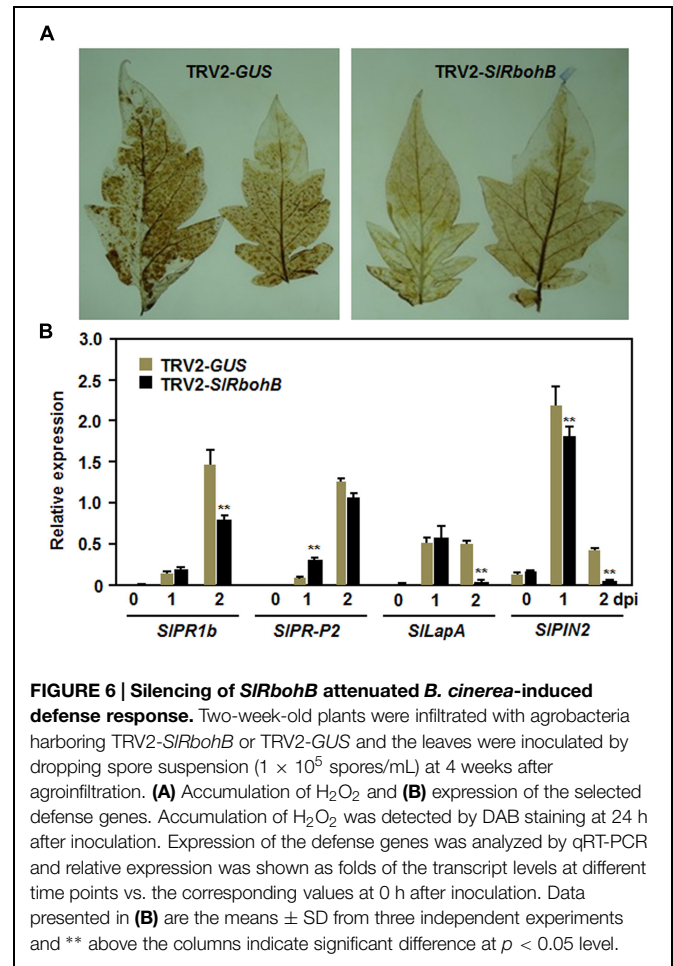 A
TRV2-GUS TRV2-SlRbohB
B
3.0
2.5
2.0
1.5
1.0
0.5
0
Relative expression
TRV2-GUS
TRV2-SlRbohB
** ** ** ** **
0 1 2 0 1 2 0 1 2 0 1 2 dpi
SlPR1b SlPR-P2 SlLapA SlPIN2
FIGURE 6 | Silencing of SlRbohB attenuated B. cinerea-induced
defense response. Two-week-old plants were infiltrated with agrobacteria
harboring TRV2-SlRbohB or TRV2-GUS and the leaves were inoculated by
dropping spore suspension (1 × 10⁵ spores/mL) at 4 weeks after
agroinfiltration. (A) Accumulation of H₂O₂ and (B) expression of the selected
defense genes. Accumulation of H₂O₂ was detected by DAB staining at 24 h
after inoculation. Expression of the defense genes was analyzed by qRT-PCR
and relative expression was shown as folds of the transcript levels at different
time points vs. the corresponding values at 0 h after inoculation. Data
presented in (B) are the means ± SD from three independent experiments
and ** above the columns indicate significant difference at p < 0.05 level.